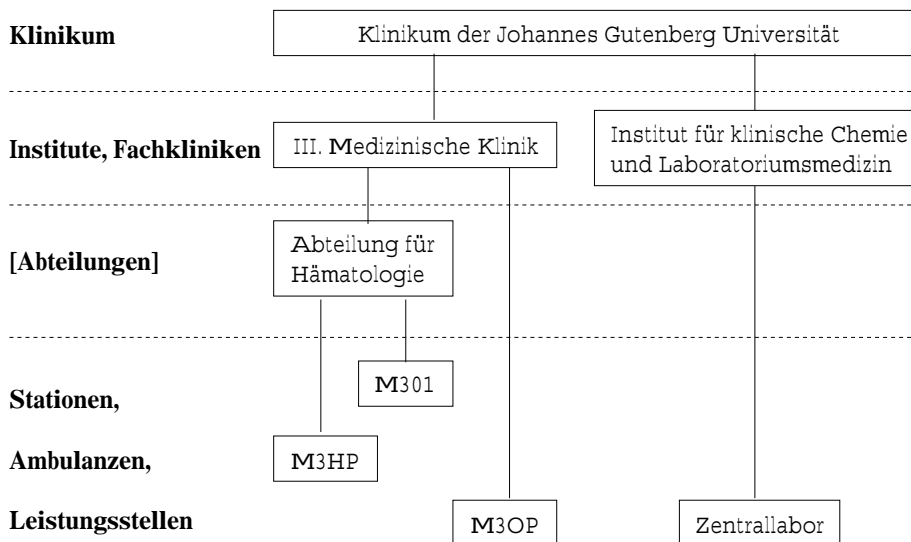 Klinikum
Klinikum der Johannes Gutenberg Universität
Institute, Fachkliniken
III. Medizinische Klinik
Institut für klinische Chemie
und Laboratoriumsmedizin
[Abteilungen]
Abteilung für
Hämatologie
Stationen,
M301
Ambulanzen,
M3HP
Leistungsstellen
M3OP
Zentrallabor